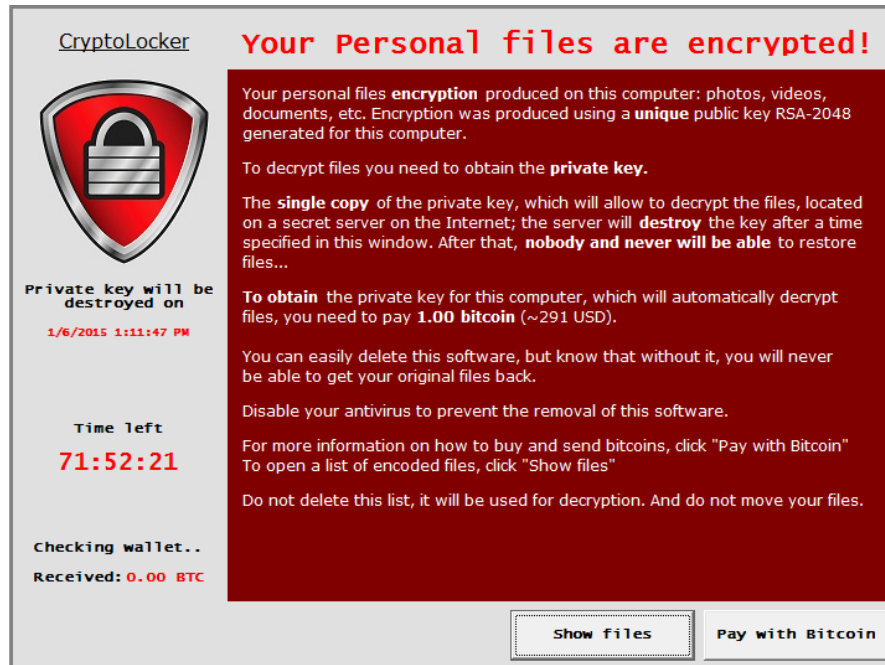 CryptoLocker
Your Personal files are encrypted!
Private key will be
destroyed on
1/6/2015 1:11:47 PM
Time left
71:52:21
Checking wallet..
Received: 0.00 BTC
Your personal files encryption produced on this computer: photos, videos,
documents, etc. Encryption was produced using a unique public key RSA-2048
generated for this computer.
To decrypt files you need to obtain the private key.
The single copy of the private key, which will allow to decrypt the files, located
on a secret server on the Internet; the server will destroy the key after a time
specified in this window. After that, nobody and never will be able to restore
files...
To obtain the private key for this computer, which will automatically decrypt
files, you need to pay 1.00 bitcoin (~291 USD).
You can easily delete this software, but know that without it, you will never
be able to get your original files back.
Disable your antivirus to prevent the removal of this software.
For more information on how to buy and send bitcoins, click "Pay with Bitcoin"
To open a list of encoded files, click "Show files"
Do not delete this list, it will be used for decryption. And do not move your files.
Show files
Pay with Bitcoin